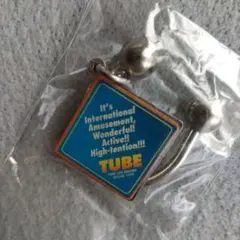 It's
International
Amusement,
Wonderful!
Active!!
High-tention!!!
TUBE